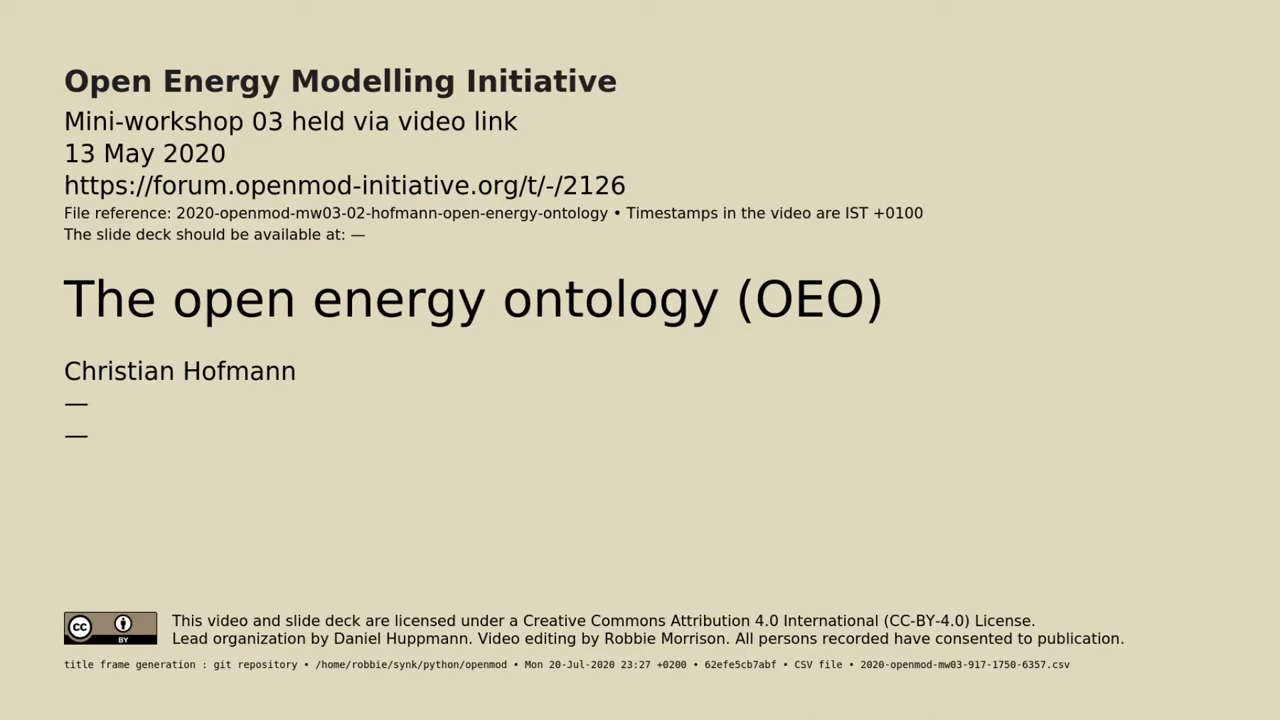 Open Energy Modelling Initiative
Mini-workshop 03 held via video link
13 May 2020
https://forum.openmod-initiative.org/t/-/2126
File reference: 2020-openmod-mw03-02-hofmann-open-energy-ontology • Timestamps in the video are IST +0100
The slide deck should be available at: —
The open energy ontology (OEO)
Christian Hofmann
—
—
cc BY
This video and slide deck are licensed under a Creative Commons Attribution 4.0 International (CC-BY-4.0) License.
Lead organization by Daniel Huppmann. Video editing by Robbie Morrison. All persons recorded have consented to publication.
title frame generation : git repository • /home/robbie/synk/python/openmod • Mon 20-Jul-2020 23:27 +0200 • 62efe5cb7abf • CSV file • 2020-openmod-mw03-917-1750-6357.csv